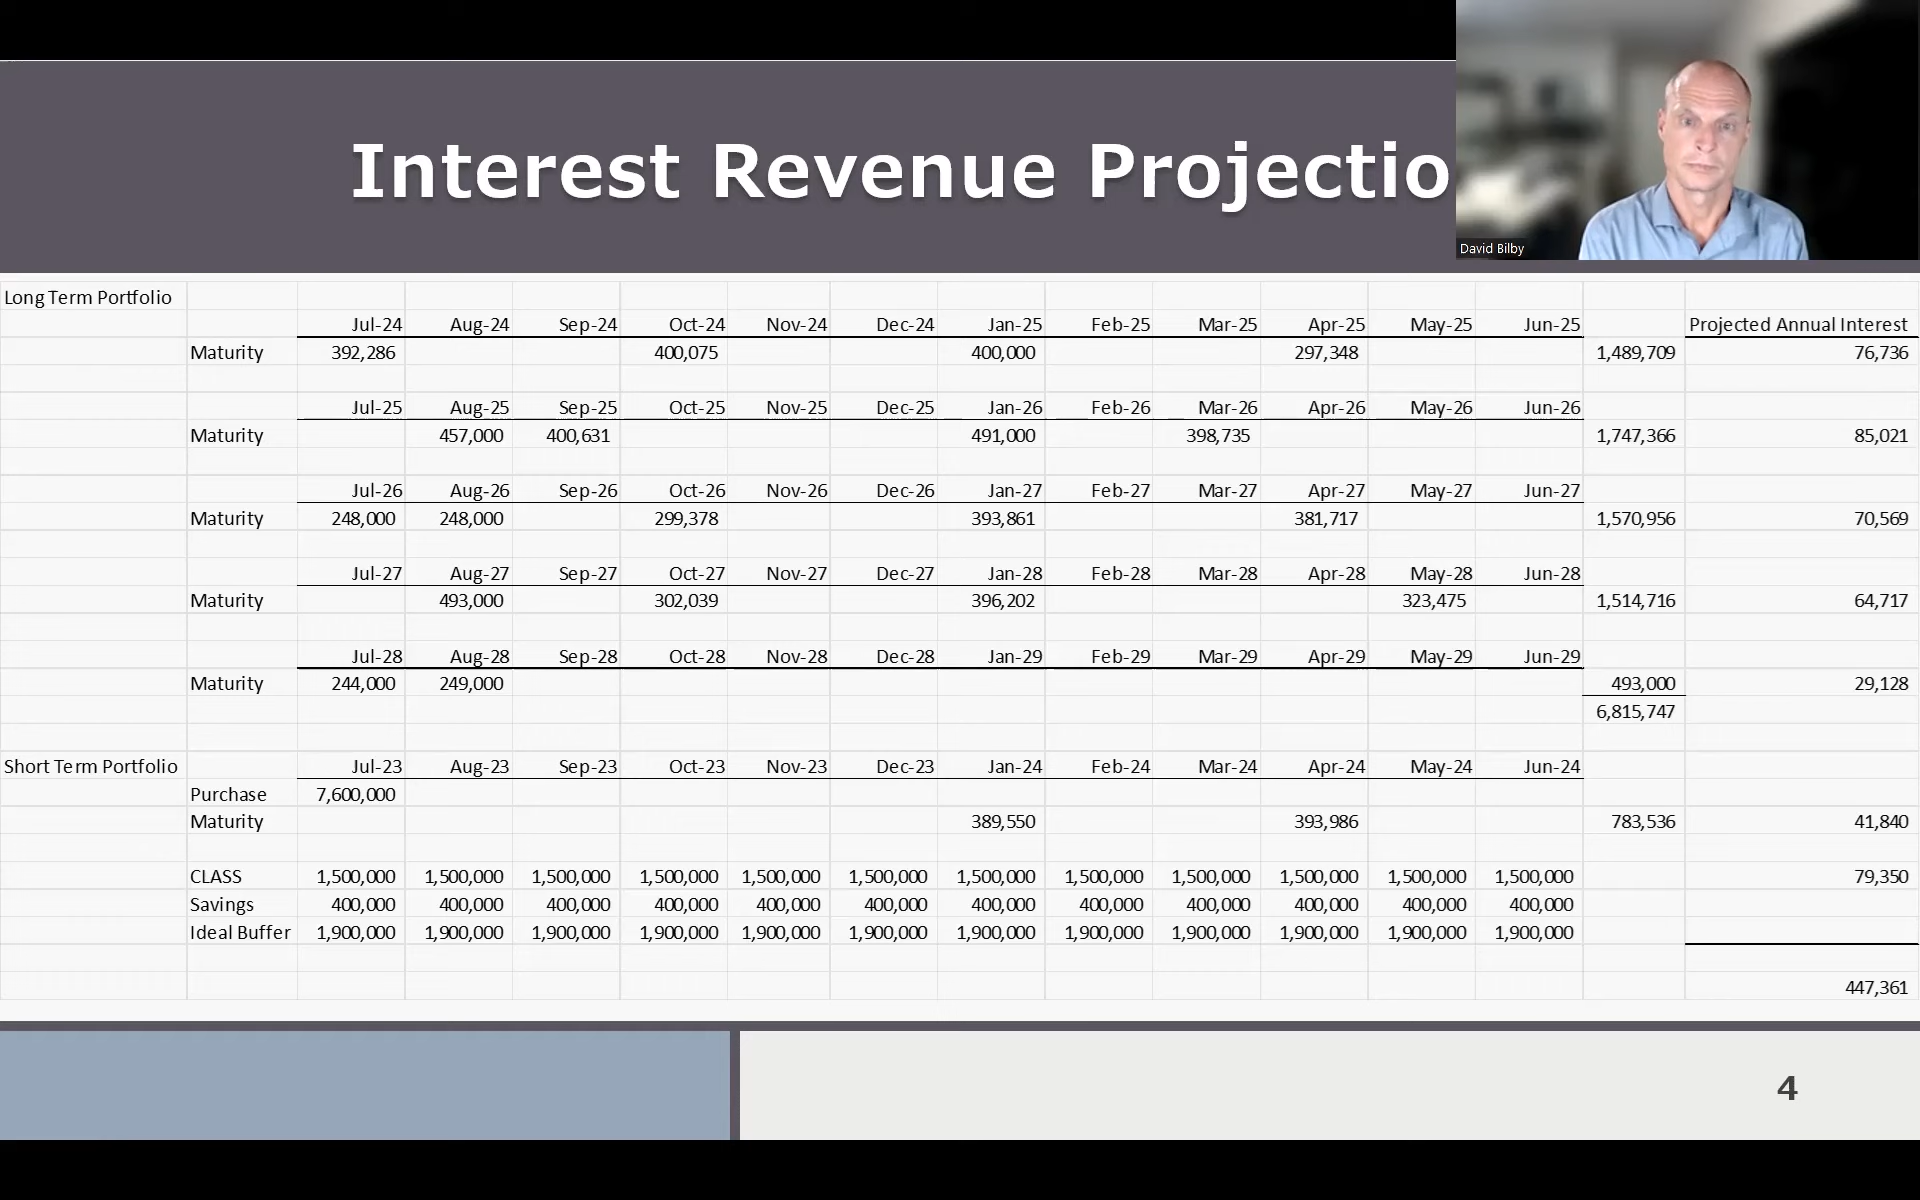 Interest Revenue Projectio
David Bilby
Long Term Portfolio
Jul-24 Aug-24 Sep-24 Oct-24 Nov-24 Dec-24 Jan-25 Feb-25 Mar-25 Apr-25 May-25 Jun-25 Projected Annual Interest
Maturity 392,286 400,075 400,000 297,348 1,489,709 76,736
Jul-25 Aug-25 Sep-25 Oct-25 Nov-25 Dec-25 Jan-26 Feb-26 Mar-26 Apr-26 May-26 Jun-26
Maturity 457,000 400,631 491,000 398,735 1,747,366 85,021
Jul-26 Aug-26 Sep-26 Oct-26 Nov-26 Dec-26 Jan-27 Feb-27 Mar-27 Apr-27 May-27 Jun-27
Maturity 248,000 248,000 299,378 393,861 381,717 1,570,956 70,569
Jul-27 Aug-27 Sep-27 Oct-27 Nov-27 Dec-27 Jan-28 Feb-28 Mar-28 Apr-28 May-28 Jun-28
Maturity 493,000 302,039 396,202 323,475 1,514,716 64,717
Jul-28 Aug-28 Sep-28 Oct-28 Nov-28 Dec-28 Jan-29 Feb-29 Mar-29 Apr-29 May-29 Jun-29
Maturity 244,000 249,000 493,000 29,128
6,815,747
Short Term Portfolio Jul-23 Aug-23 Sep-23 Oct-23 Nov-23 Dec-23 Jan-24 Feb-24 Mar-24 Apr-24 May-24 Jun-24
Purchase 7,600,000
Maturity 389,550 393,986 783,536 41,840
CLASS 1,500,000 1,500,000 1,500,000 1,500,000 1,500,000 1,500,000 1,500,000 1,500,000 1,500,000 1,500,000 1,500,000 1,500,000 79,350
Savings 400,000 400,000 400,000 400,000 400,000 400,000 400,000 400,000 400,000 400,000 400,000 400,000
Ideal Buffer 1,900,000 1,900,000 1,900,000 1,900,000 1,900,000 1,900,000 1,900,000 1,900,000 1,900,000 1,900,000 1,900,000 1,900,000
447,361
4